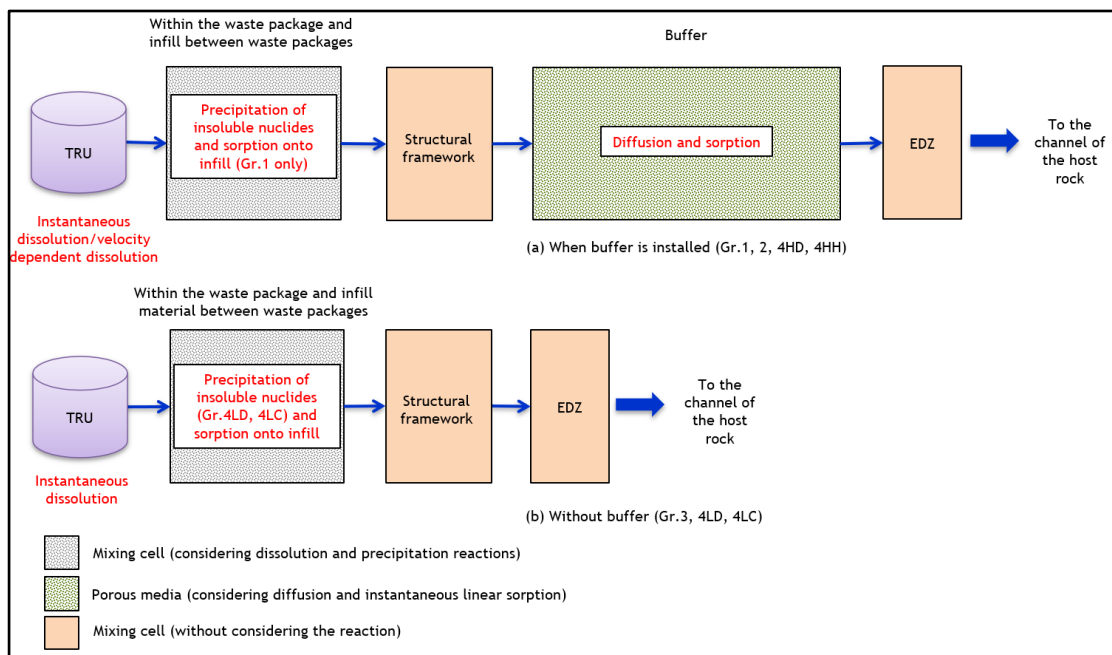 Within the waste package and
infill between waste packages
Buffer
TRU
Precipitation of
insoluble nuclides
and sorption onto
infill (Gr.1 only)
Structural
framework
Diffusion and sorption
EDZ
To the
channel of
the host
rock
Instantaneous
dissolution/velocity
dependent dissolution
(a) When buffer is installed (Gr.1, 2, 4HD, 4HH)
Within the waste package and infill
material between waste packages
TRU
Precipitation of
insoluble nuclides
(Gr.4LD, 4LC) and
sorption onto infill
Structural
framework
EDZ
To the
channel of
the host
rock
Instantaneous
dissolution
(b) Without buffer (Gr.3, 4LD, 4LC)
Mixing cell (considering dissolution and precipitation reactions)
Porous media (considering diffusion and instantaneous linear sorption)
Mixing cell (without considering the reaction)